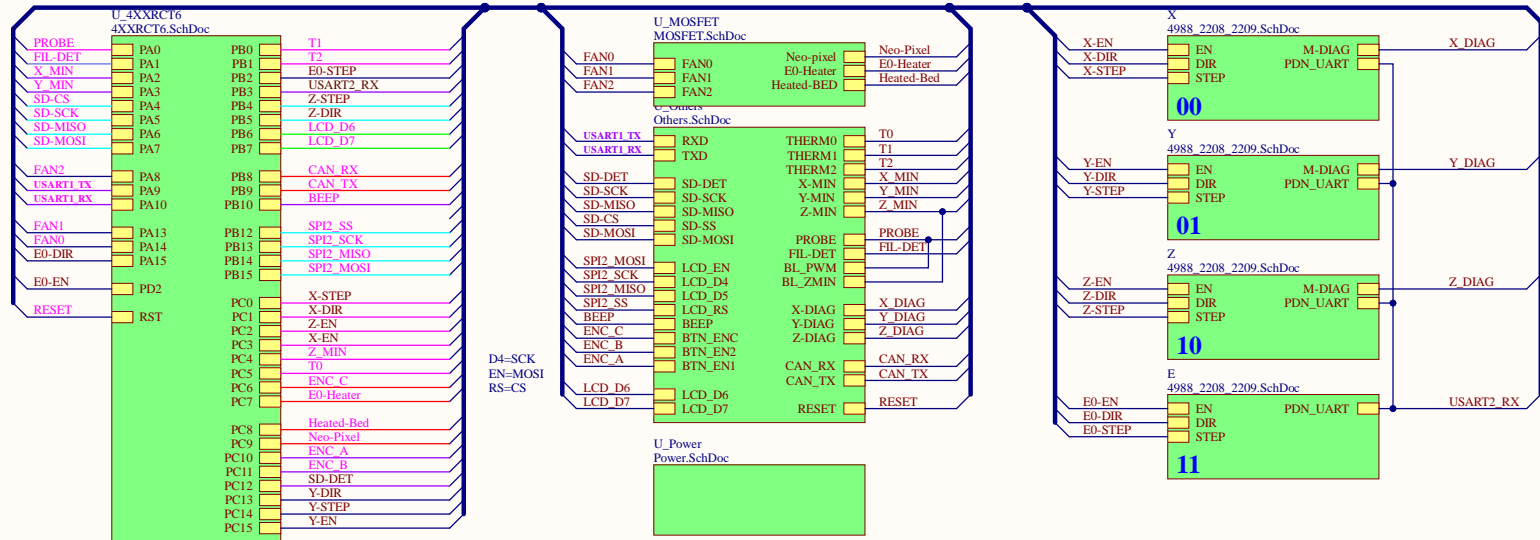 U_4XXRCT6
4XXRCT6.SchDoc
PROBE PA0 PB0 T1
FIL-DET PA1 PB1 T2
X_MIN PA2 PB2 E0-STEP
Y_MIN PA3 PB3 USART2_RX
SD-CS PA4 PB4 Z-STEP
SD-SCK PA5 PB5 Z-DIR
SD-MISO PA6 PB6 LCD_D6
SD-MOSI PA7 PB7 LCD_D7
FAN2 PA8 PB8 CAN_RX
USART1_TX PA9 PB9 CAN_TX
USART1_RX PA10 PB10 BEEP
FAN1 PA13 PB12 SPI2_SS
FAN0 PA14 PB13 SPI2_SCK
E0-DIR PA15 PB14 SPI2_MISO
PB15 SPI2_MOSI
E0-EN PD2
PC0 X-STEP
RESET RST PC1 X-DIR
PC2 Z-EN
PC3 X-EN
PC4 Z_MIN
PC5 T0
PC6 ENC_C
PC7 E0-Heater
PC8 Heated-Bed
PC9 Neo-Pixel
PC10 ENC_A
PC11 ENC_B
PC12 SD-DET
PC13 Y-DIR
PC14 Y-STEP
PC15 Y-EN
D4=SCK
EN=MOSI
RS=CS
U_MOSFET
MOSFET.SchDoc
FAN0 FAN0 Neo-pixel Neo-Pixel
FAN1 FAN1 E0-Heater E0-Heater
FAN2 FAN2 Heated-BED Heated-Bed
U_Others
Others.SchDoc
USART1_TX RXD THERM0 T0
USART1_RX TXD THERM1 T1
THERM2 T2
SD-DET SD-DET X-MIN X_MIN
SD-SCK SD-SCK Y-MIN Y_MIN
SD-MISO SD-MISO Z-MIN Z_MIN
SD-CS SD-SS
SD-MOSI SD-MOSI PROBE PROBE
FIL-DET FIL-DET
SPI2_MOSI LCD_EN BL_PWM
SPI2_SCK LCD_D4 BL_ZMIN
SPI2_MISO LCD_D5
SPI2_SS LCD_RS X-DIAG X_DIAG
BEEP BEEP Y-DIAG Y_DIAG
ENC_C BTN_ENC Z-DIAG Z_DIAG
ENC_B BTN_EN2
ENC_A BTN_EN1 CAN_RX CAN_RX
CAN_TX CAN_TX
LCD_D6 LCD_D6
LCD_D7 LCD_D7 RESET RESET
U_Power
Power.SchDoc
X
4988_2208_2209.SchDoc
X-EN EN M-DIAG X_DIAG
X-DIR DIR PDN_UART
X-STEP STEP
00
Y
4988_2208_2209.SchDoc
Y-EN EN M-DIAG Y_DIAG
Y-DIR DIR PDN_UART
Y-STEP STEP
01
Z
4988_2208_2209.SchDoc
Z-EN EN M-DIAG Z_DIAG
Z-DIR DIR PDN_UART
Z-STEP STEP
10
E
4988_2208_2209.SchDoc
E0-EN EN PDN_UART USART2_RX
E0-DIR DIR
E0-STEP STEP
11